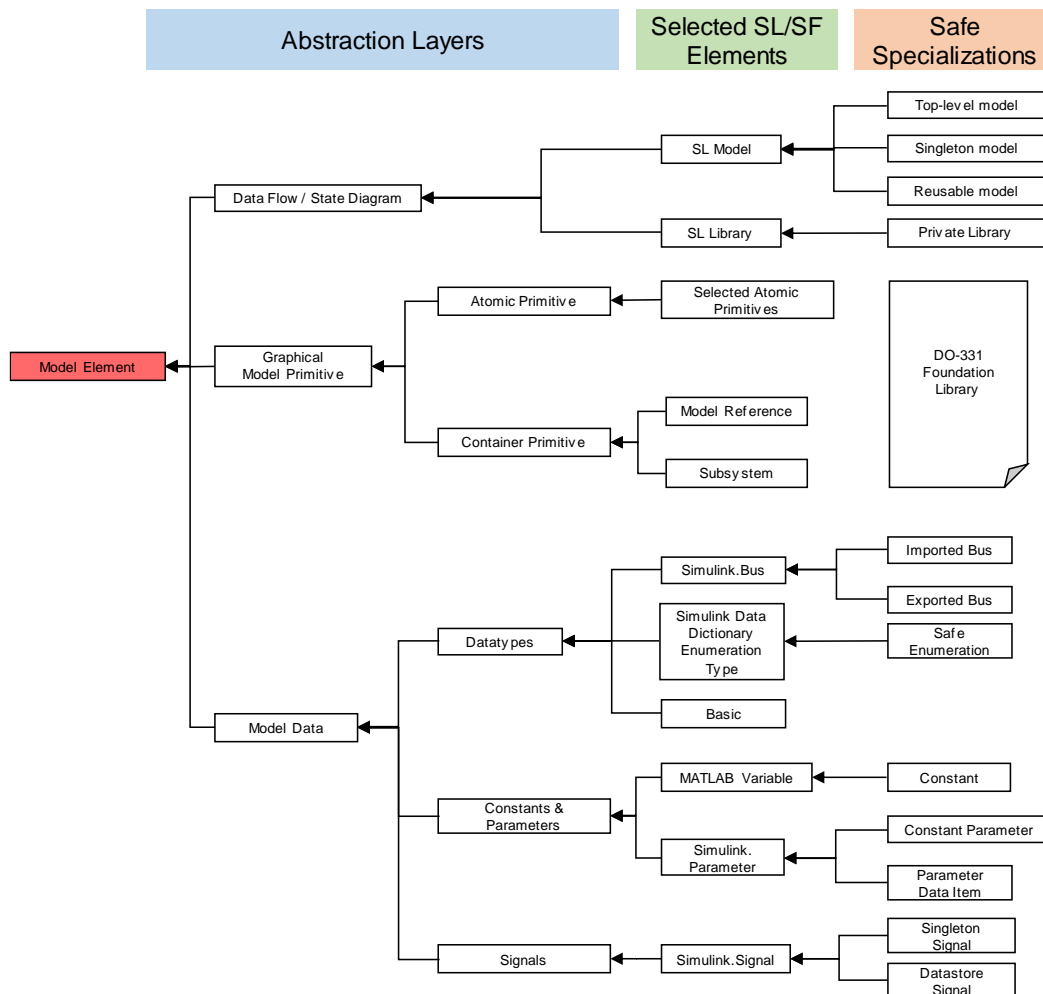 Abstraction Layers
Selected SL/SF
Elements
Safe
Specializations
Top-level model
SL Model
Singleton model
Reusable model
Data Flow / State Diagram
SL Library
Private Library
Atomic Primitive
Selected Atomic
Primitives
DO-331
Foundation
Library
Model Element
Graphical
Model Primitive
Model Reference
Container Primitive
Subsystem
Imported Bus
Simulink.Bus
Exported Bus
Datatypes
Simulink Data
Dictionary
Enumeration
Type
Safe
Enumeration
Basic
Model Data
MATLAB Variable
Constant
Constants &
Parameters
Constant Parameter
Simulink.
Parameter
Parameter
Data Item
Singleton
Signal
Signals
Simulink.Signal
Datastore
Signal